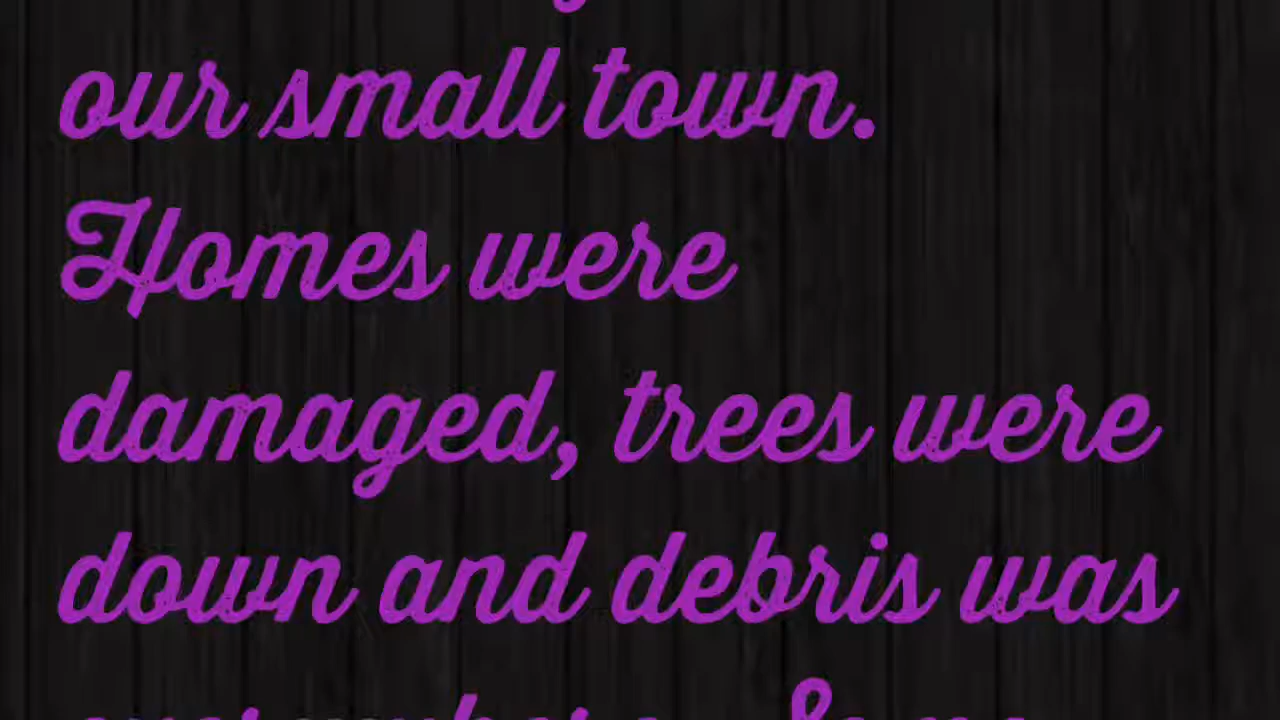 our small town.
Homes were
damaged, trees were
down and debris was